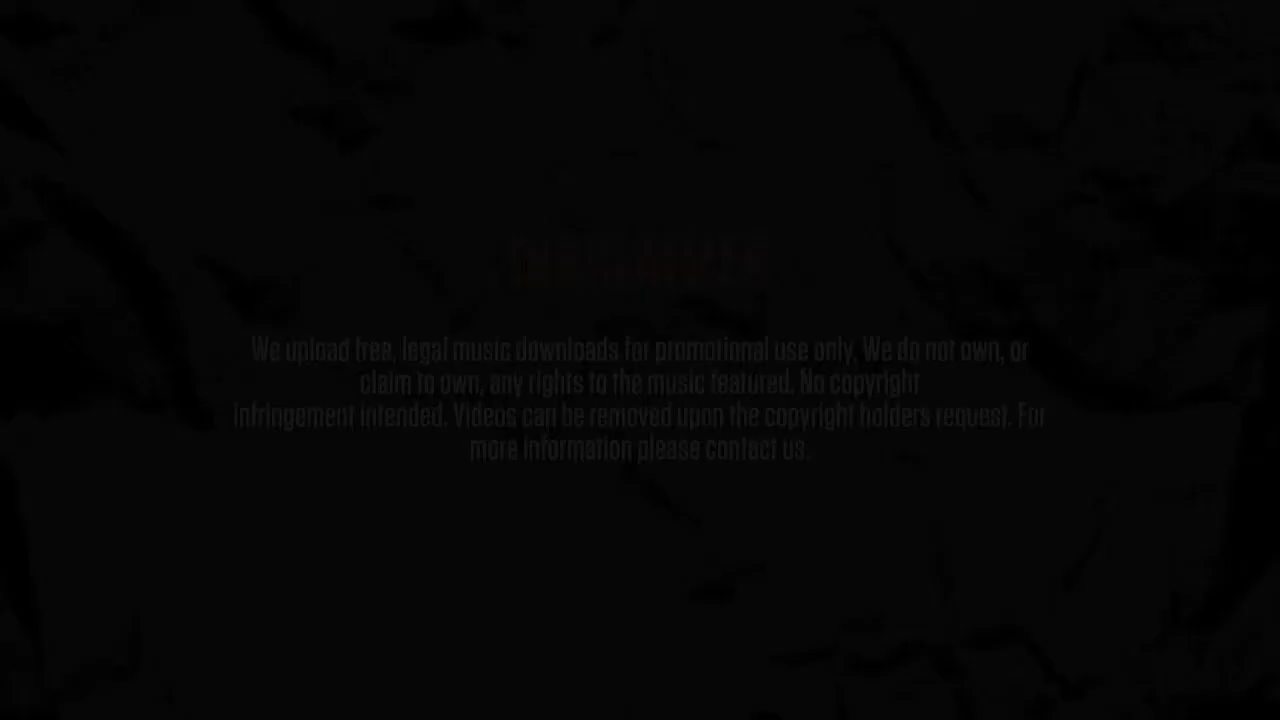 We upload free, legal music downloads for promotional use only. We do not own, or
claim to own, any rights to the music featured. No copyright
infringement intended. Videos can be removed upon the copyright holders request. For
more information please contact us.